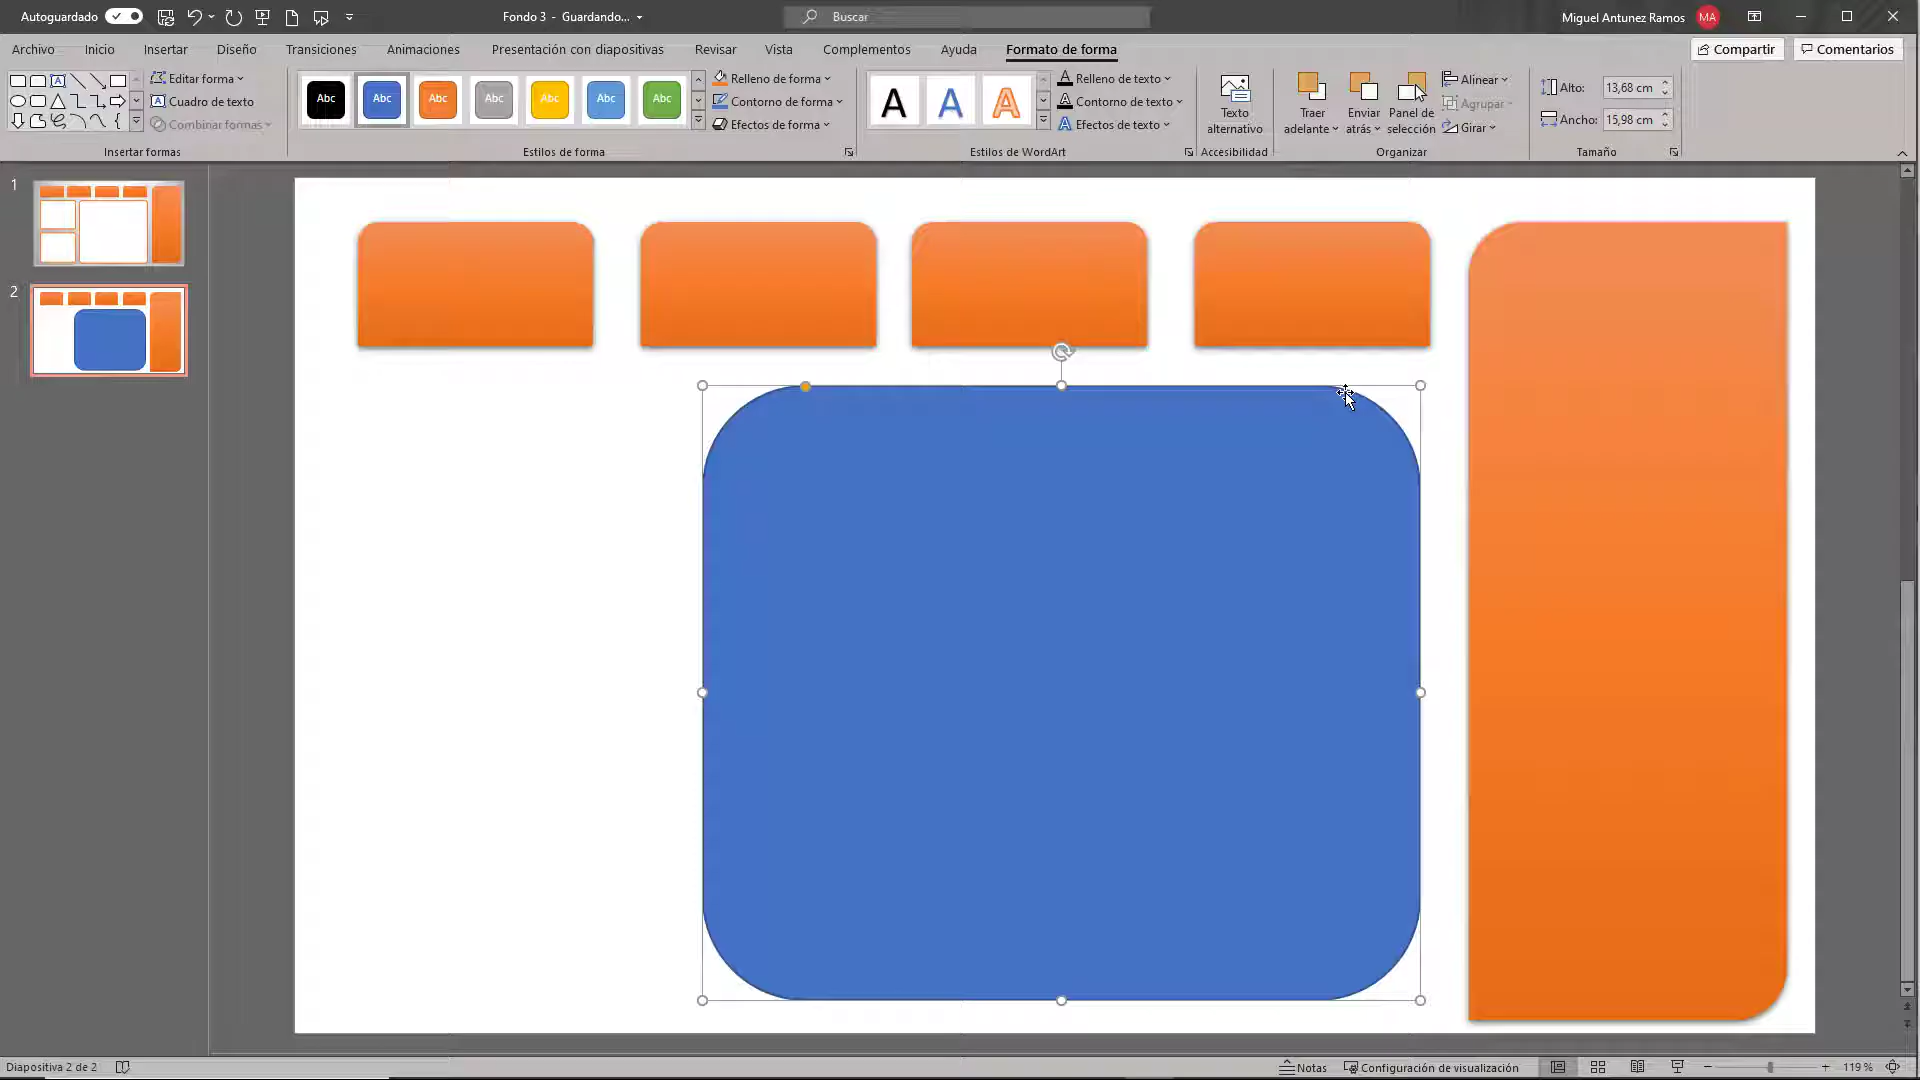 Autoguardado
Fondo 3 - Guardando...
Buscar
Miguel Antunez Ramos
MA
Archivo Inicio Insertar Diseño Transiciones Animaciones Presentación con diapositivas Revisar Vista Complementos Ayuda Formato de forma
Compartir Comentarios
Editar forma
Cuadro de texto
Combinar formas
Insertar formas
Abc Abc Abc Abc Abc Abc Abc
Relleno de forma
Contorno de forma
Efectos de forma
Estilos de forma
A A A
Relleno de texto
Contorno de texto
Efectos de texto
Estilos de WordArt
Texto
alternativo
Accesibilidad
Traer
adelante
Enviar
atrás
Panel de
selección
Alinear
Agrupar
Girar
Organizar
Alto: 13,68 cm
Ancho: 15,98 cm
Tamaño
1
2
Diapositiva 2 de 2
Notas
Configuración de visualización
119 %